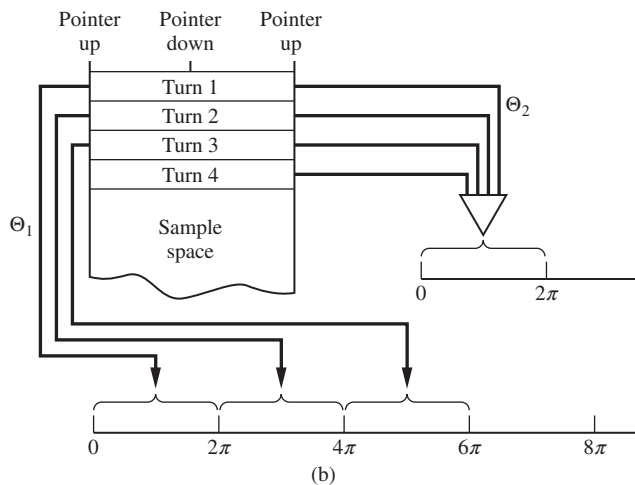 Pointer up
Pointer down
Pointer up
Turn 1
Turn 2
Turn 3
Turn 4
Sample space
Θ1
Θ2
0 2π
0 2π 4π 6π 8π
(b)